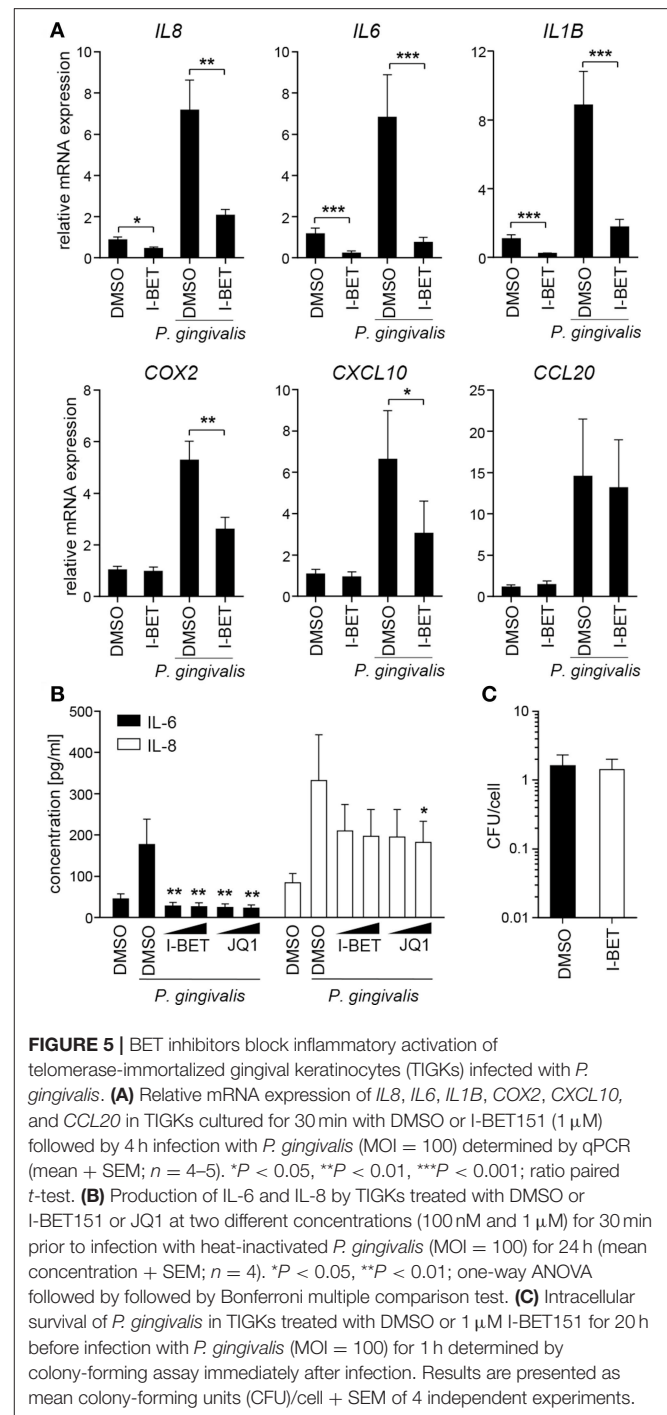 A
IL8 IL6 IL1B
relative mRNA expression
10
8
6
4
2
0
**
*
DMSO
I-BET
DMSO
I-BET
P. gingivalis
10
8
6
4
2
0
***
***
DMSO
I-BET
DMSO
I-BET
P. gingivalis
12
8
4
0
***
***
DMSO
I-BET
DMSO
I-BET
P. gingivalis
COX2 CXCL10 CCL20
relative mRNA expression
8
6
4
2
0
**
DMSO
I-BET
DMSO
I-BET
P. gingivalis
10
8
6
4
2
0
*
DMSO
I-BET
DMSO
I-BET
P. gingivalis
25
20
15
10
5
0
DMSO
I-BET
DMSO
I-BET
P. gingivalis
B
concentration [pg/ml]
500
400
300
200
100
0
IL-6
IL-8
** ** ** **
*
DMSO
DMSO
I-BET JQ1
P. gingivalis
DMSO
DMSO
I-BET JQ1
P. gingivalis
C
CFU/cell
10
1
0.1
0.01
DMSO
I-BET
FIGURE 5 | BET inhibitors block inflammatory activation of
telomerase-immortalized gingival keratinocytes (TIGKs) infected with P.
gingivalis. (A) Relative mRNA expression of IL8, IL6, IL1B, COX2, CXCL10,
and CCL20 in TIGKs cultured for 30 min with DMSO or I-BET151 (1 µM)
followed by 4 h infection with P. gingivalis (MOI = 100) determined by qPCR
(mean + SEM; n = 4–5). *P < 0.05, **P < 0.01, ***P < 0.001; ratio paired
t-test. (B) Production of IL-6 and IL-8 by TIGKs treated with DMSO or
I-BET151 or JQ1 at two different concentrations (100 nM and 1 µM) for 30 min
prior to infection with heat-inactivated P. gingivalis (MOI = 100) for 24 h (mean
concentration + SEM; n = 4). *P < 0.05, **P < 0.01; one-way ANOVA
followed by followed by Bonferroni multiple comparison test. (C) Intracellular
survival of P. gingivalis in TIGKs treated with DMSO or 1 µM I-BET151 for 20 h
before infection with P. gingivalis (MOI = 100) for 1 h determined by
colony-forming assay immediately after infection. Results are presented as
mean colony-forming units (CFU)/cell + SEM of 4 independent experiments.